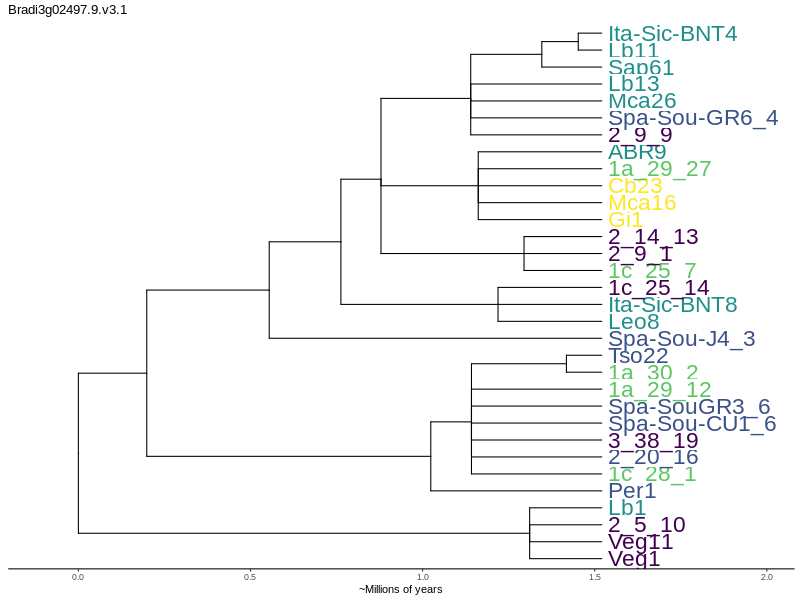 Bradi3g02497.9.v3.1
Ita-Sic-BNT4
Lb11
Sap61
Lb13
Mca26
Spa-Sou-GR6_4
2_9_9
ABR9
1a_29_27
Cb23
Mca16
Gi1
2_14_13
2_9_1
1c_25_7
1c_25_14
Ita-Sic-BNT8
Leo8
Spa-Sou-J4_3
Tso22
1a_30_2
1a_29_12
Spa-SouGR3_6
Spa-Sou-CU1_6
3_38_19
2_20_16
1c_28_1
Per1
Lb1
2_5_10
Veg11
Veg1
0.0 0.5 1.0 1.5 2.0
~Millions of years